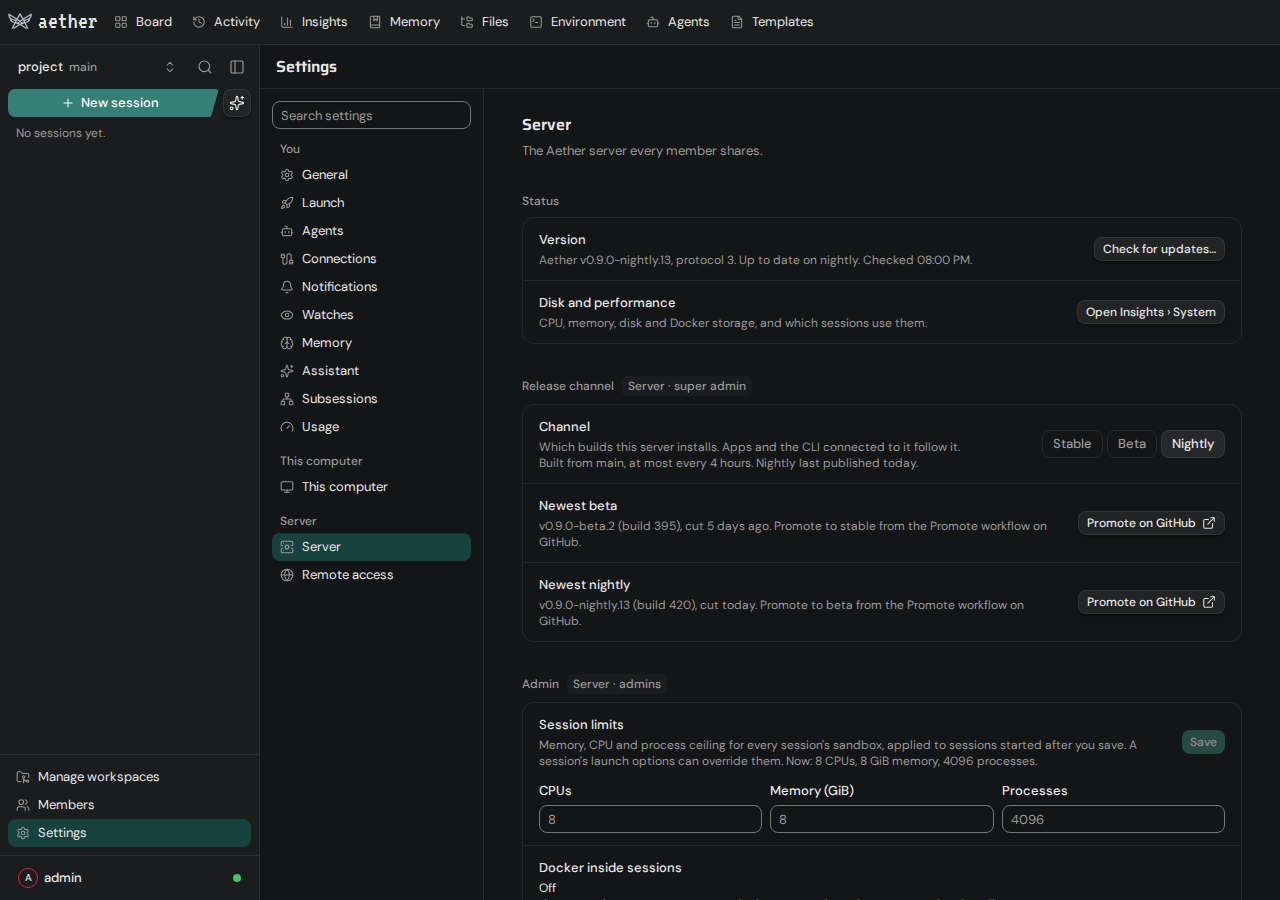 aether
Board
Activity
Insights
Memory
Files
Environment
Agents
Templates
project main
New session
No sessions yet.
Manage workspaces
Members
Settings
A admin
Settings
Search settings
You
General
Launch
Agents
Connections
Notifications
Watches
Memory
Assistant
Subsessions
Usage
This computer
This computer
Server
Server
Remote access
Server
The Aether server every member shares.
Status
Version
Aether v0.9.0-nightly.13, protocol 3. Up to date on nightly. Checked 08:00 PM.
Check for updates…
Disk and performance
CPU, memory, disk and Docker storage, and which sessions use them.
Open Insights › System
Release channel Server · super admin
Channel
Which builds this server installs. Apps and the CLI connected to it follow it.
Built from main, at most every 4 hours. Nightly last published today.
Stable
Beta
Nightly
Newest beta
v0.9.0-beta.2 (build 395), cut 5 days ago. Promote to stable from the Promote workflow on
GitHub.
Promote on GitHub
Newest nightly
v0.9.0-nightly.13 (build 420), cut today. Promote to beta from the Promote workflow on
GitHub.
Promote on GitHub
Admin Server · admins
Session limits
Memory, CPU and process ceiling for every session's sandbox, applied to sessions started after you save. A
session's launch options can override them. Now: 8 CPUs, 8 GiB memory, 4096 processes.
Save
CPUs
Memory (GiB)
Processes
8
8
4096
Docker inside sessions
Off